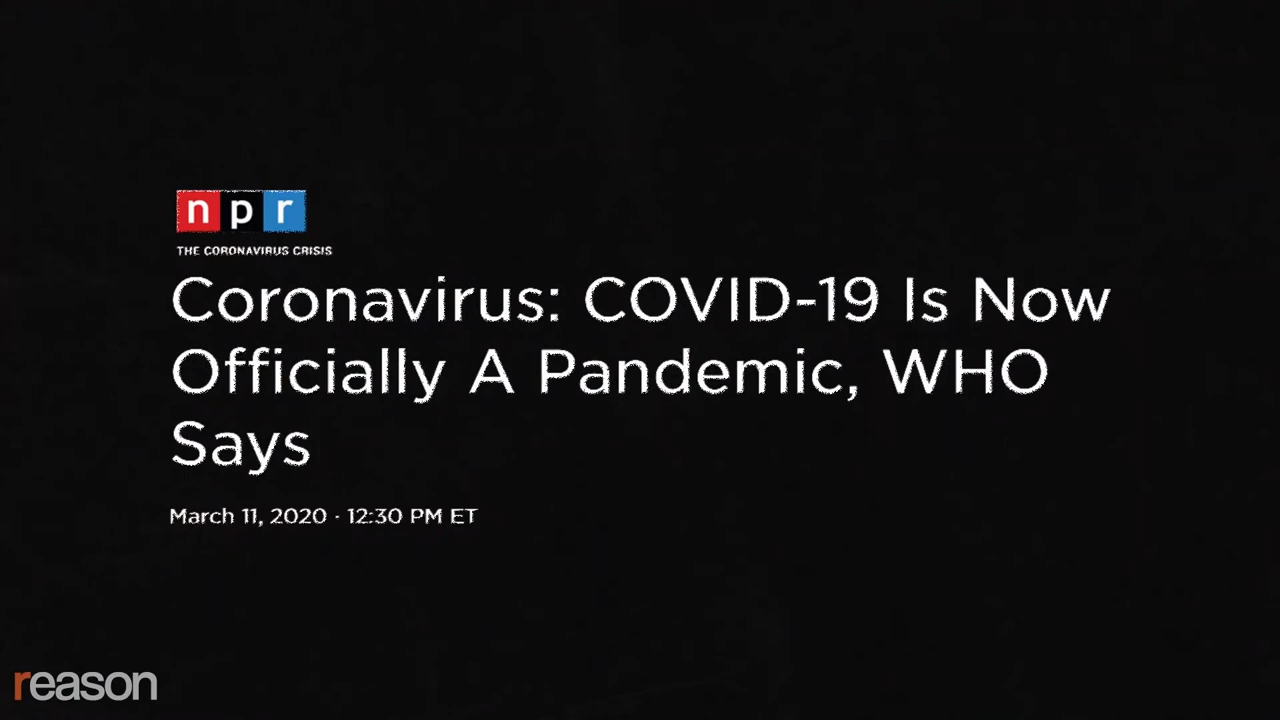 npr
THE CORONAVIRUS CRISIS
Coronavirus: COVID-19 Is Now
Officially A Pandemic, WHO
Says
March 11, 2020 · 12:30 PM ET
reason